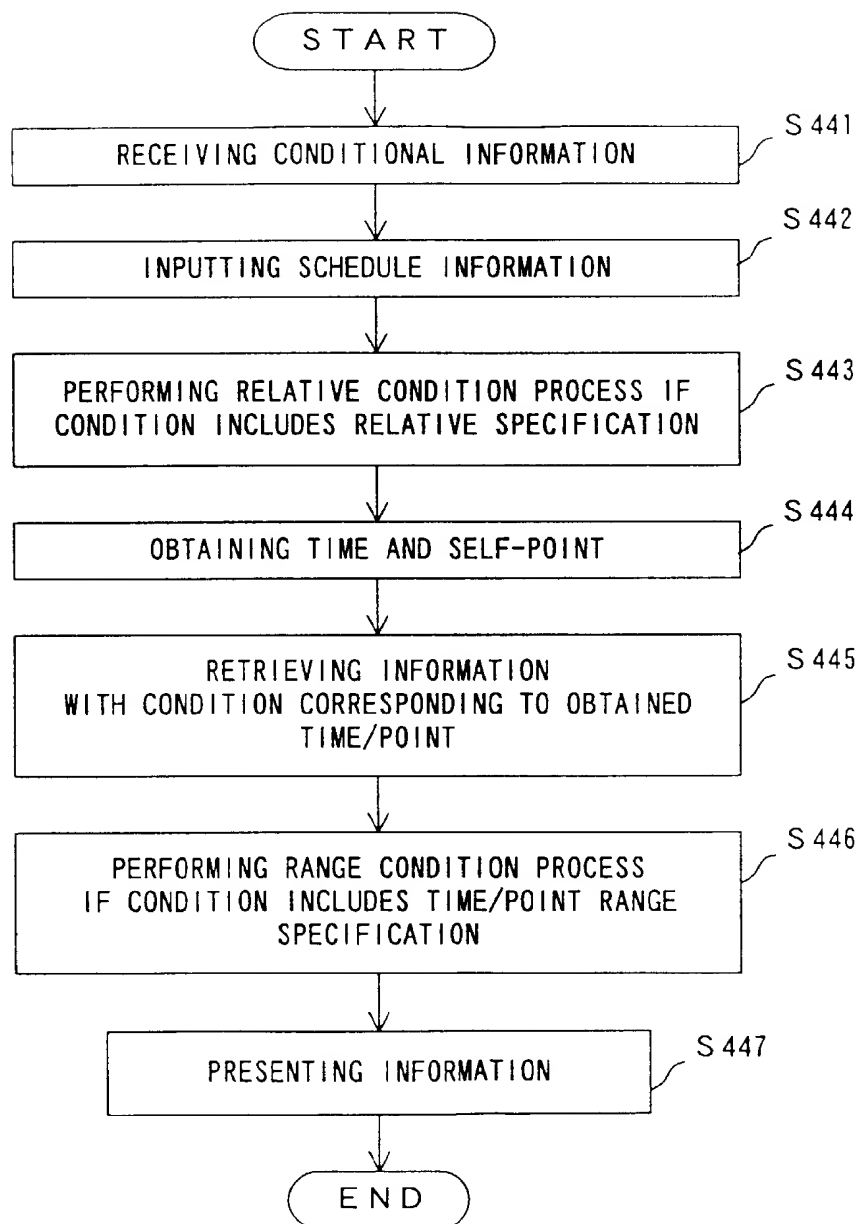 START
S441
RECEIVING CONDITIONAL INFORMATION
S442
INPUTTING SCHEDULE INFORMATION
S443
PERFORMING RELATIVE CONDITION PROCESS IF
CONDITION INCLUDES RELATIVE SPECIFICATION
S444
OBTAINING TIME AND SELF-POINT
S445
RETRIEVING INFORMATION
WITH CONDITION CORRESPONDING TO OBTAINED
TIME/POINT
S446
PERFORMING RANGE CONDITION PROCESS
IF CONDITION INCLUDES TIME/POINT RANGE
SPECIFICATION
S447
PRESENTING INFORMATION
END